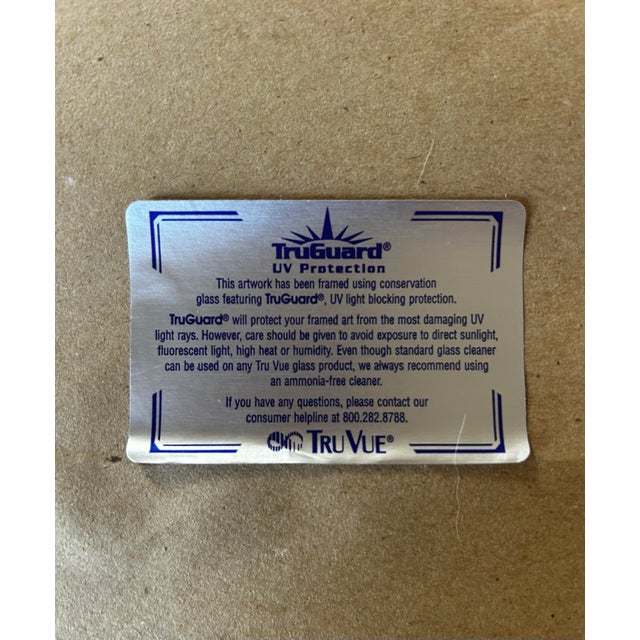 TruGuard®
UV Protection
This artwork has been framed using conservation
glass featuring TruGuard®, UV light blocking protection.
TruGuard® will protect your framed art from the most damaging UV
light rays. However, care should be given to avoid exposure to direct sunlight,
fluorescent light, high heat or humidity. Even though standard glass cleaner
can be used on any Tru Vue glass product, we always recommend using
an ammonia-free cleaner.
If you have any questions, please contact our
consumer helpline at 800.282.8788.
TRUVUE®